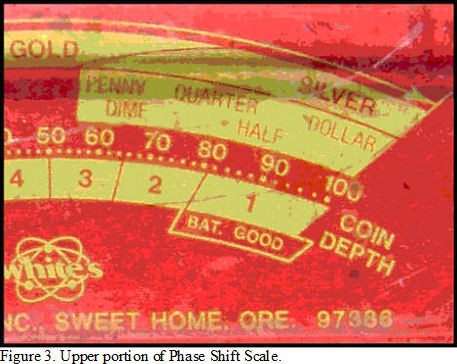 GOLD SILVER
PENNY QUARTER
DIME HALF DOLLAR
50 60 70 80 90 100
4 3 2 1
BAT. GOOD
COIN
DEPTH
White's
NC., SWEET HOME, ORE. 97386
Figure 3. Upper portion of Phase Shift Scale.